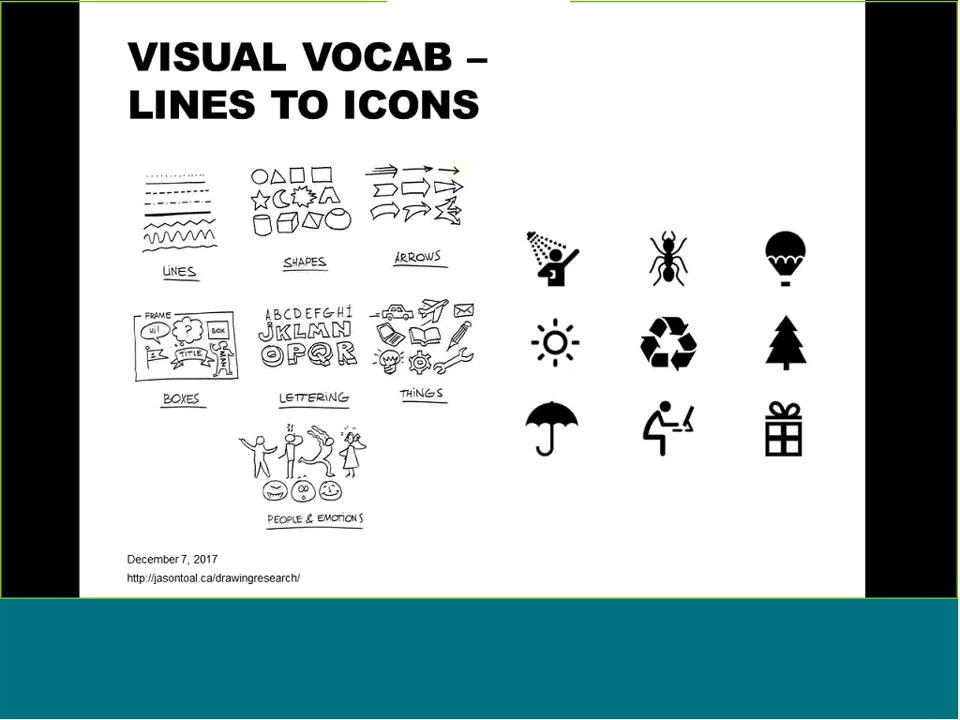 VISUAL VOCAB –
LINES TO ICONS
LINES
SHAPES
ARROWS
FRAME
Hi!
?
BOX
1
TITLE
BOXES
ABCDEFGHI
JKLMN
OPQR
LETTERING
THINGS
PEOPLE & EMOTIONS
December 7, 2017
http://jasontoal.ca/drawingresearch/